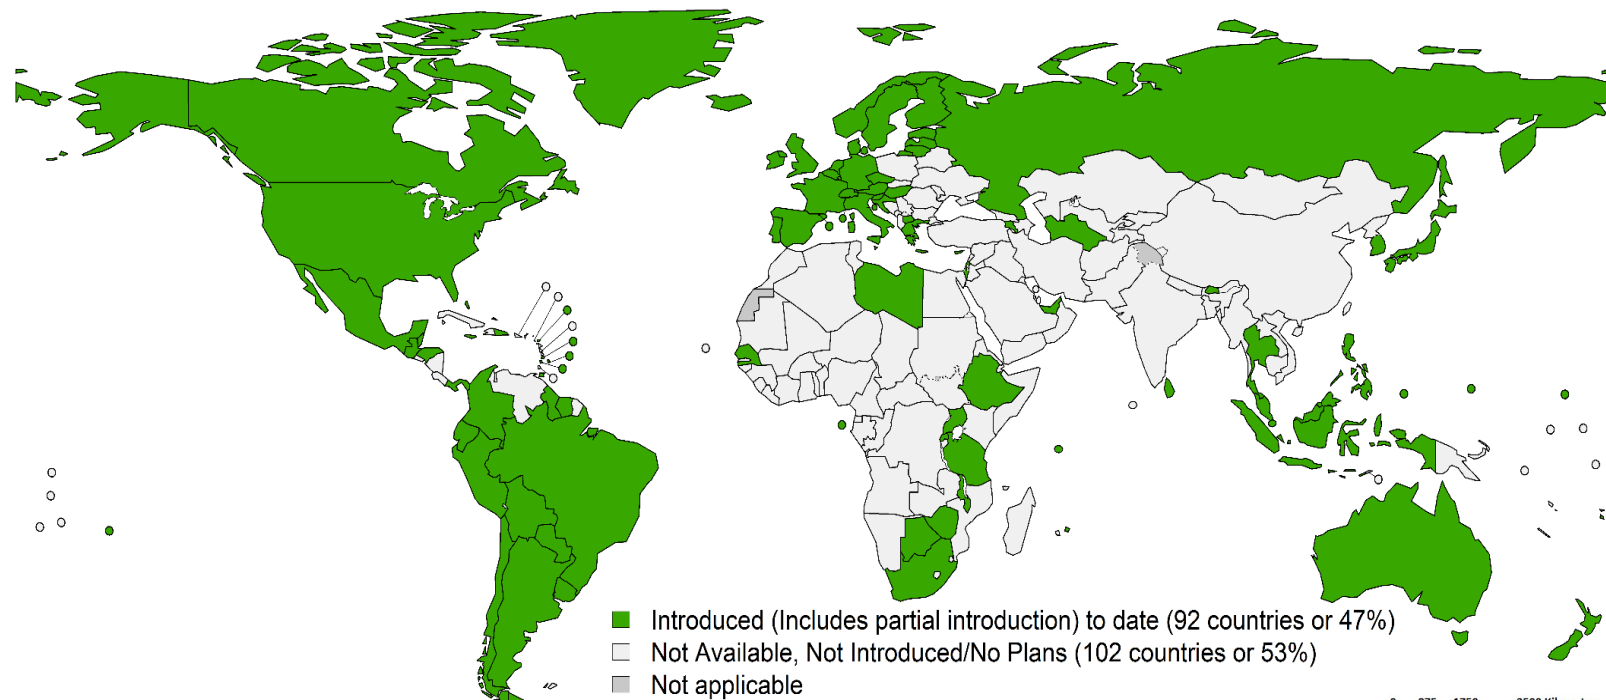 Introduced (Includes partial introduction) to date (92 countries or 47%)
Not Available, Not Introduced/No Plans (102 countries or 53%)
Not applicable